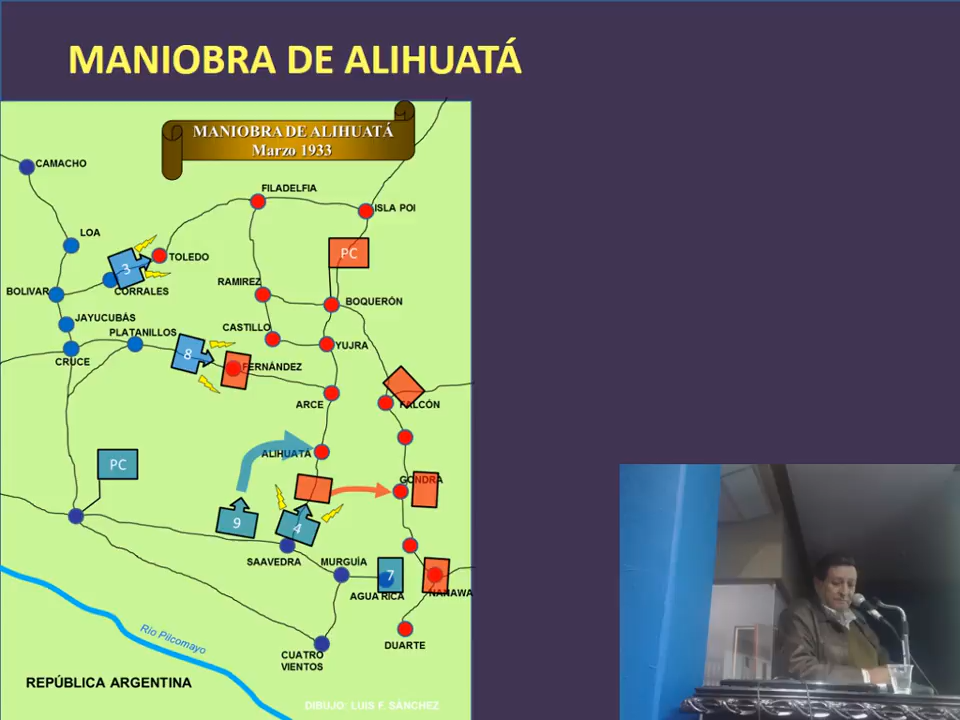 MANIOBRA DE ALIHUATÁ
MANIOBRA DE ALIHUATÁ
Marzo 1933
CAMACHO
FILADELFIA
ISLA POI
LOA
PC
TOLEDO
3
CORRALES
RAMIREZ
BOLIVAR
BOQUERÓN
JAYUCUBÁS
PLATANILLOS
CASTILLO
YUJRA
CRUCE
8
FERNÁNDEZ
ARCE
FALCÓN
ALIHUATÁ
PC
GONDRA
9
4
SAAVEDRA
MURGUÍA
7
AGUA RICA
NANAWA
Rio Pilcomayo
DUARTE
CUATRO
VIENTOS
REPÚBLICA ARGENTINA
DIBUJO: LUIS F. SÁNCHEZ